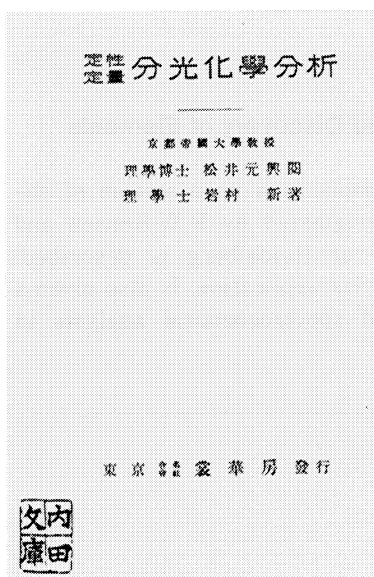 定性定量 分光化學分析
京都帝國大學敎授
理學博士 松井元興閲
理學士 岩村 新著
東京 裳華房發行
內田文庫